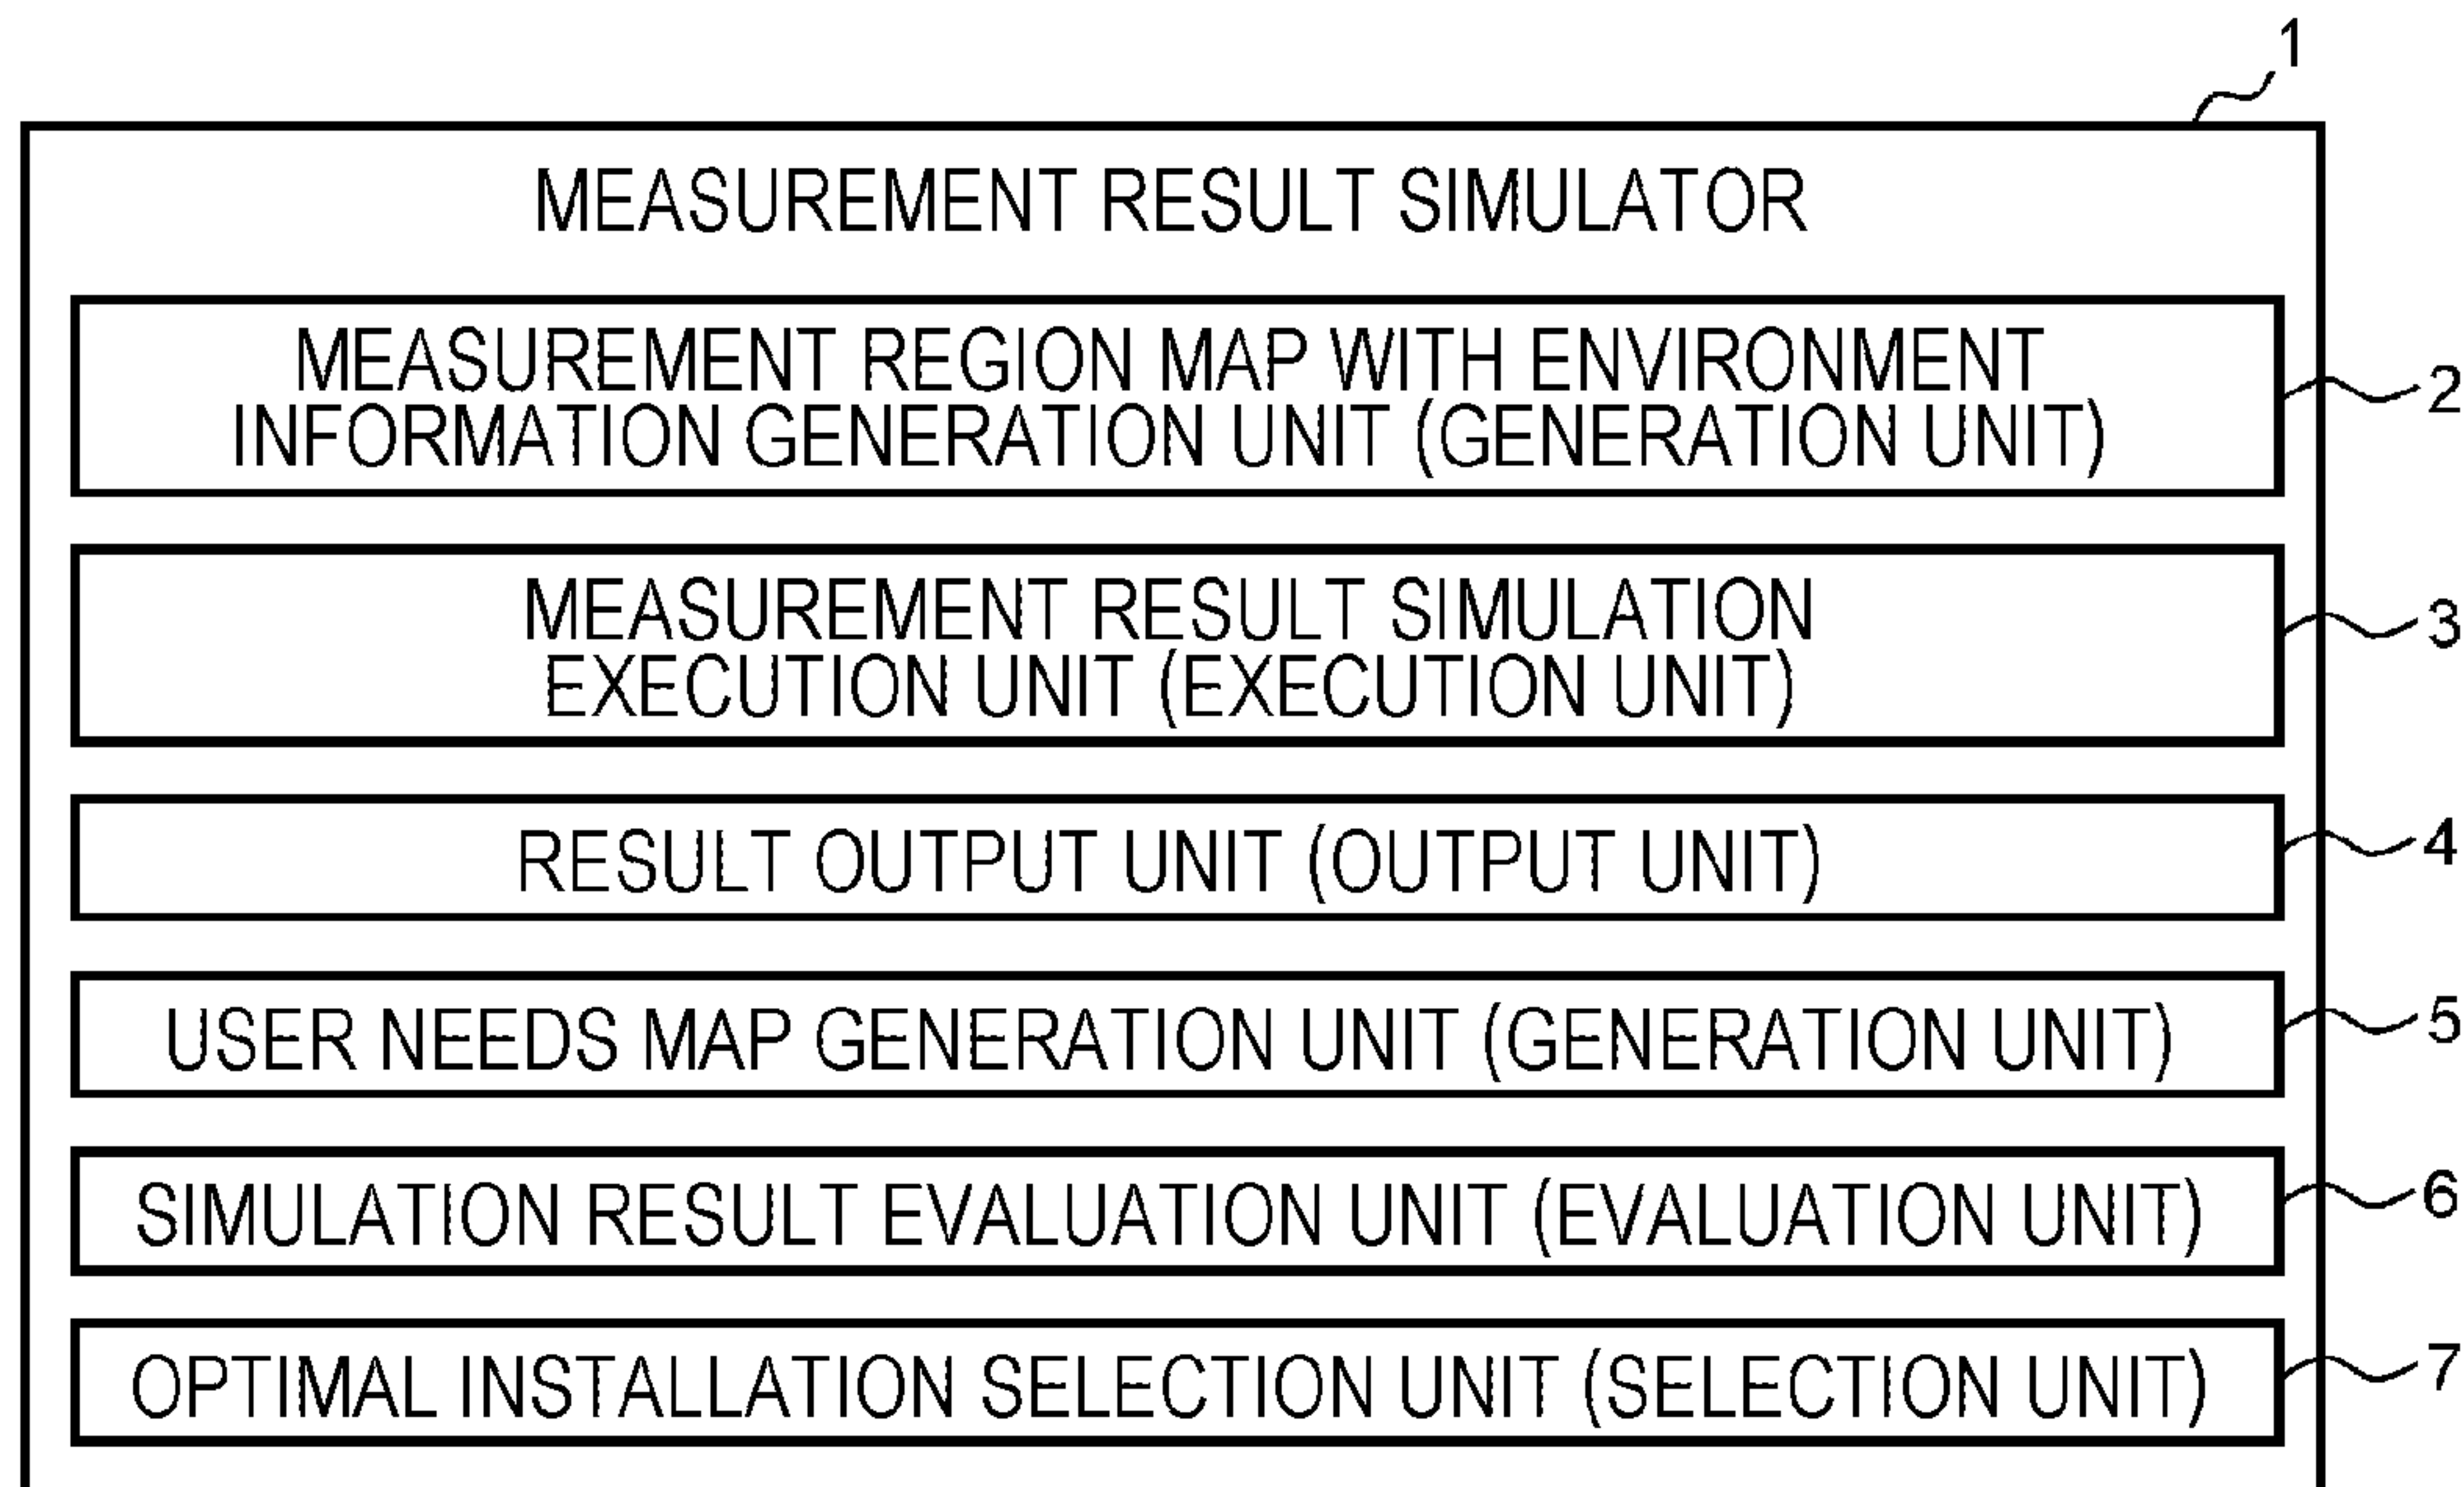 1
MEASUREMENT RESULT SIMULATOR
MEASUREMENT REGION MAP WITH ENVIRONMENT
INFORMATION GENERATION UNIT (GENERATION UNIT)
2
MEASUREMENT RESULT SIMULATION
EXECUTION UNIT (EXECUTION UNIT)
3
RESULT OUTPUT UNIT (OUTPUT UNIT)
4
USER NEEDS MAP GENERATION UNIT (GENERATION UNIT)
5
SIMULATION RESULT EVALUATION UNIT (EVALUATION UNIT)
6
OPTIMAL INSTALLATION SELECTION UNIT (SELECTION UNIT)
7